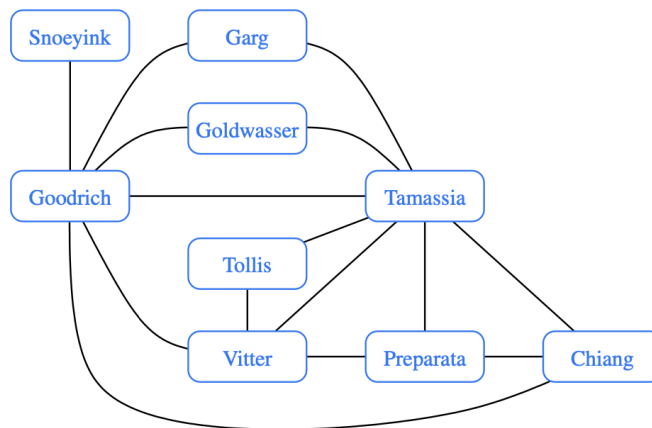 Snoeyink
Garg
Goldwasser
Goodrich
Tamassia
Tollis
Vitter
Preparata
Chiang